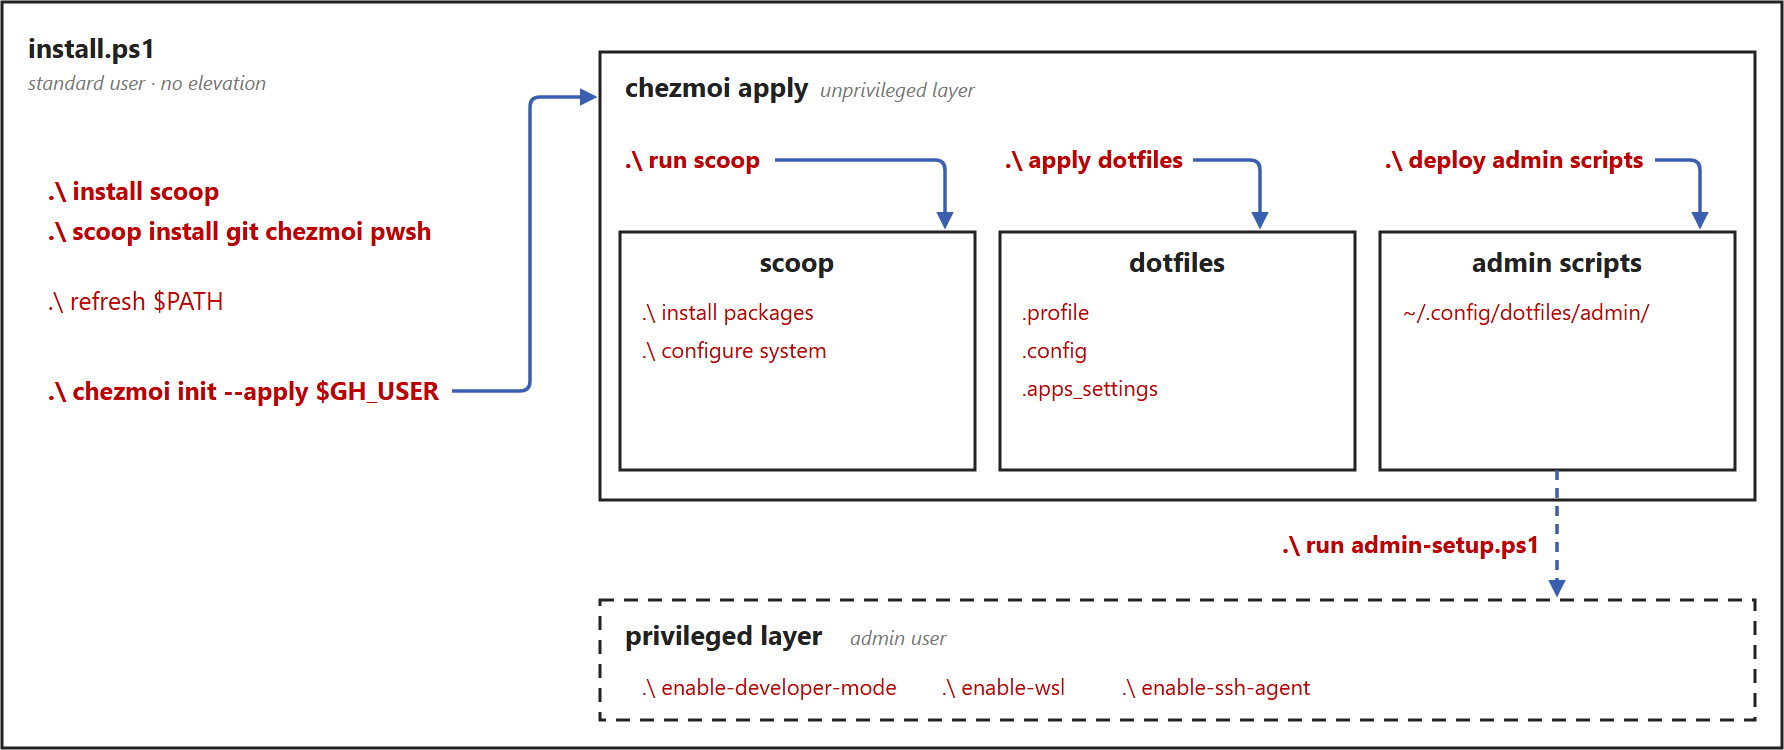 install.ps1
standard user · no elevation
.\ install scoop
.\ scoop install git chezmoi pwsh
.\ refresh $PATH
.\ chezmoi init --apply $GH_USER
chezmoi apply unprivileged layer
.\ run scoop
scoop
.\ install packages
.\ configure system
.\ apply dotfiles
dotfiles
.profile
.config
.apps_settings
.\ deploy admin scripts
admin scripts
~/.config/dotfiles/admin/
.\ run admin-setup.ps1
privileged layer admin user
.\ enable-developer-mode .\ enable-wsl .\ enable-ssh-agent